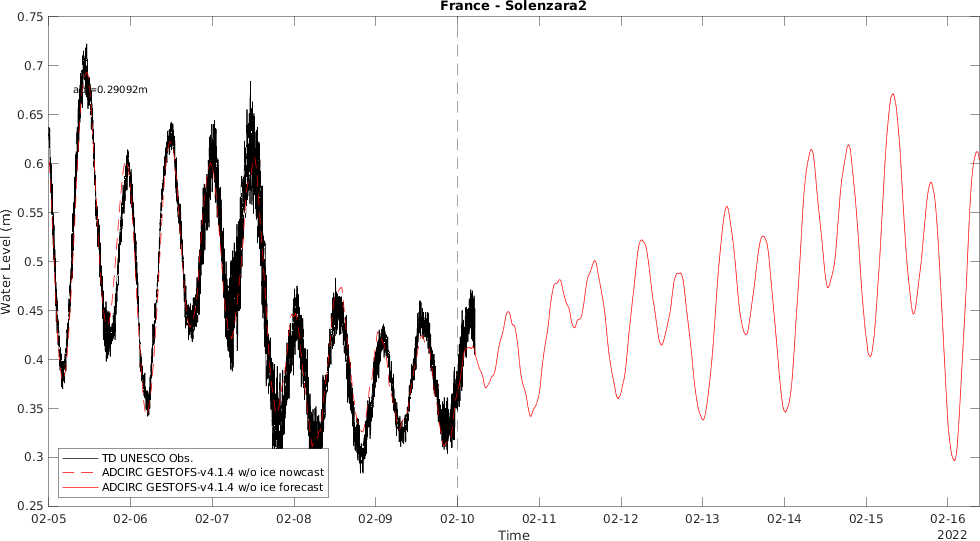 France - Solenzara2
0.75
0.7
0.65
0.6
0.55
0.5
0.45
0.4
0.35
0.3
0.25
Water Level (m)
=0.29092m
TD UNESCO Obs.
ADCIRC GESTOFS-v4.1.4 w/o ice nowcast
ADCIRC GESTOFS-v4.1.4 w/o ice forecast
02-05 02-06 02-07 02-08 02-09 02-10 02-11 02-12 02-13 02-14 02-15 02-16
Time
2022